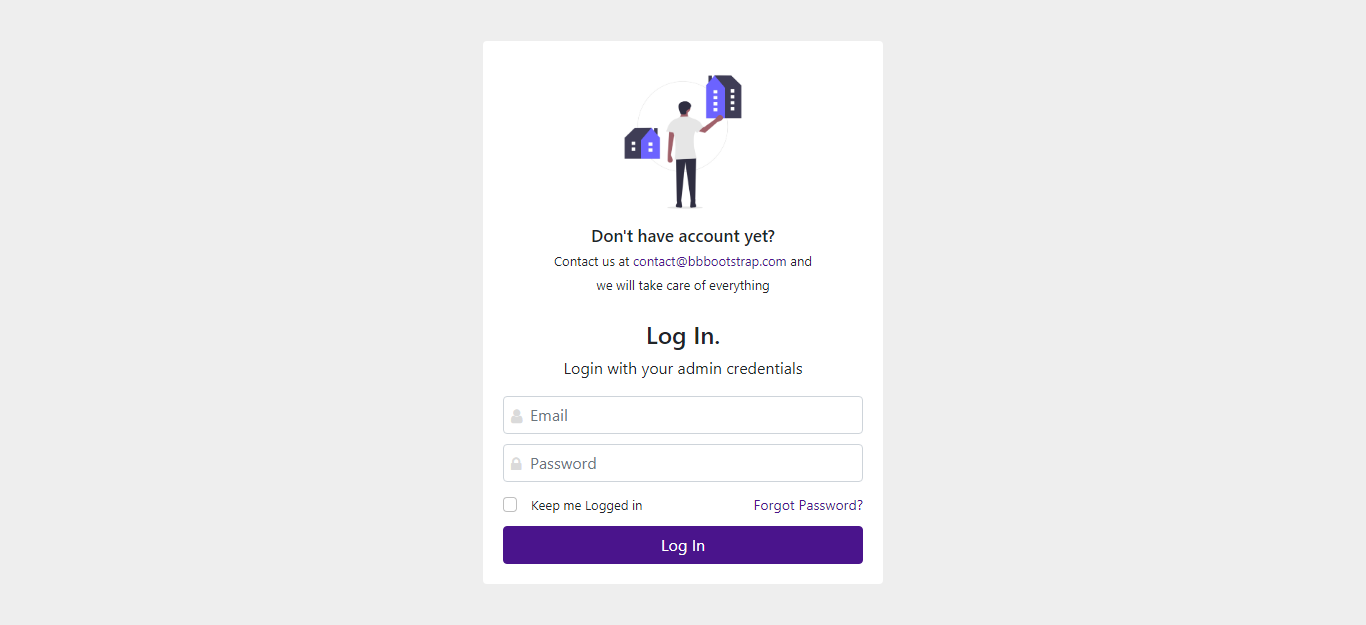 Don't have account yet?
Contact us at contact@bbbootstrap.com and
we will take care of everything
Log In.
Login with your admin credentials
Email
Password
Keep me Logged in
Forgot Password?
Log In